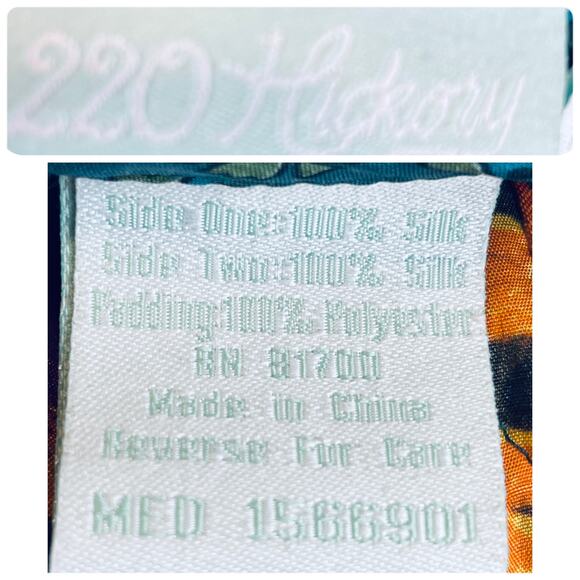 220 Hickory
Side One:100% Silk
Side Two:100% Silk
Padding:100% Polyester
RN 81700
Made in China
Reverse For Care
MED 1566901